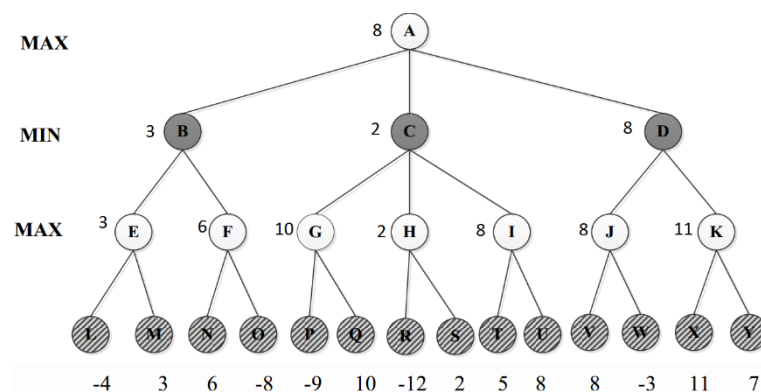 MAX 8 A
MIN 3 B 2 C 8 D
MAX 3 E 6 F 10 G 2 H 8 I 8 J 11 K
L M N O P Q R S T U V W X Y
-4 3 6 -8 -9 10 -12 2 5 8 8 -3 11 7